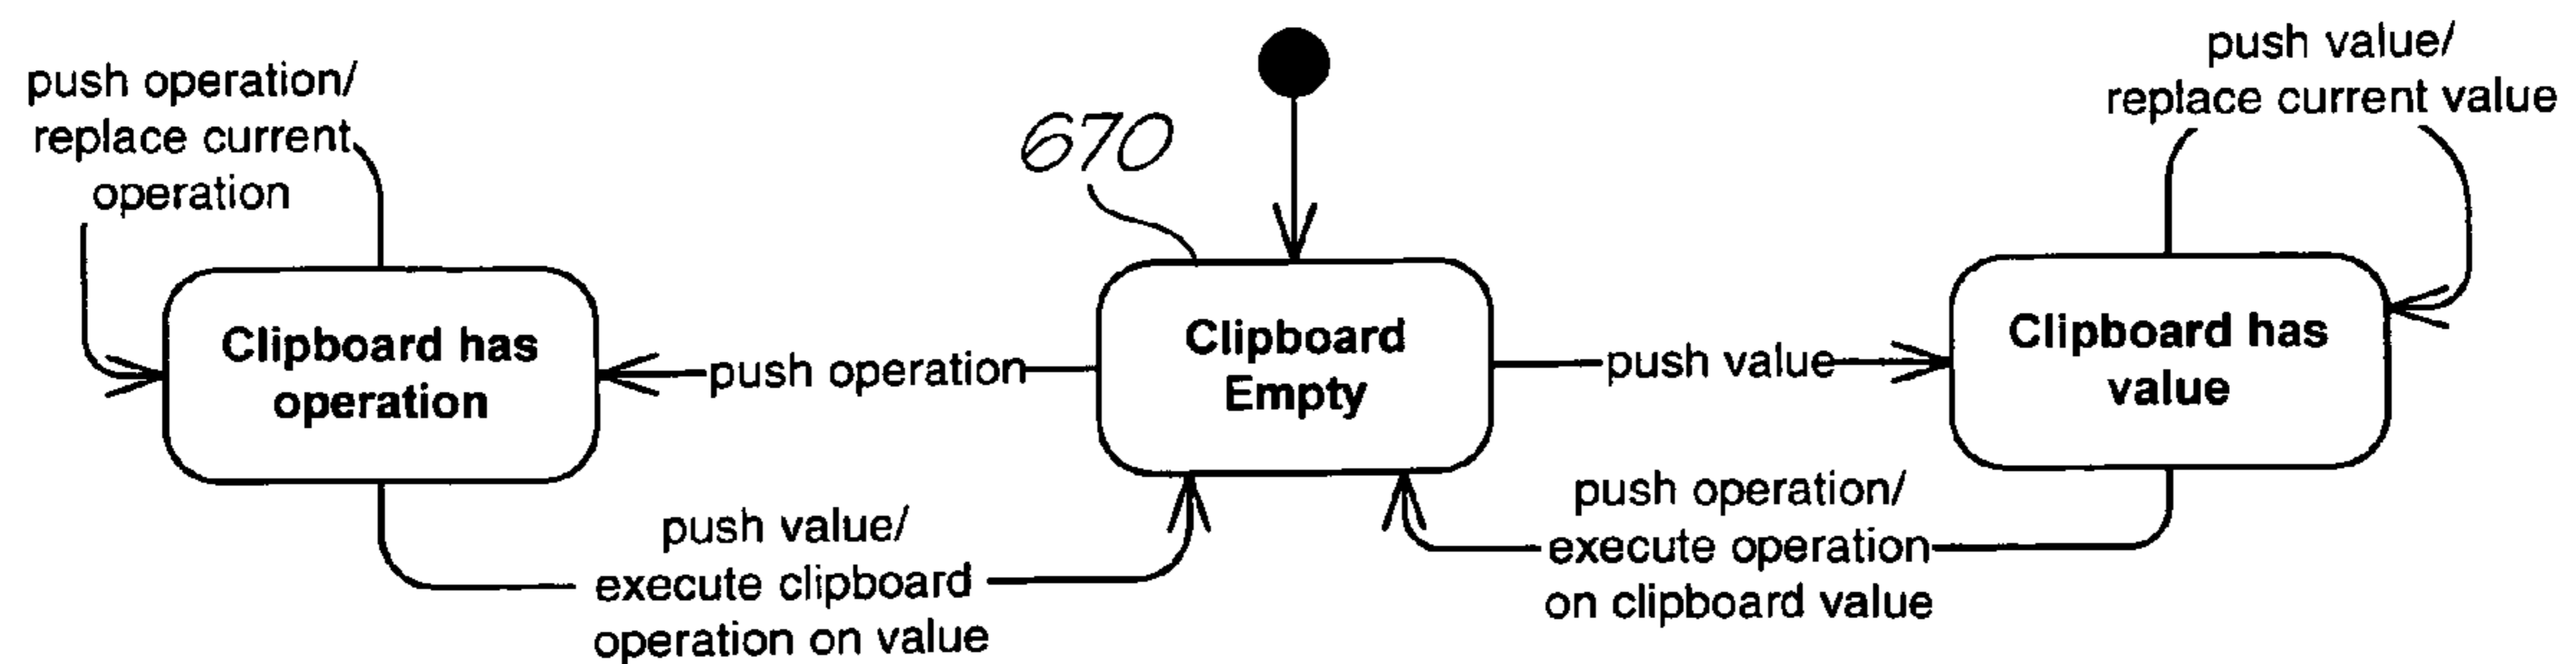 push operation/
replace current
operation
670
push value/
replace current value
Clipboard has
operation
push operation
Clipboard
Empty
push value
Clipboard has
value
push value/
execute clipboard
operation on value
push operation/
execute operation
on clipboard value